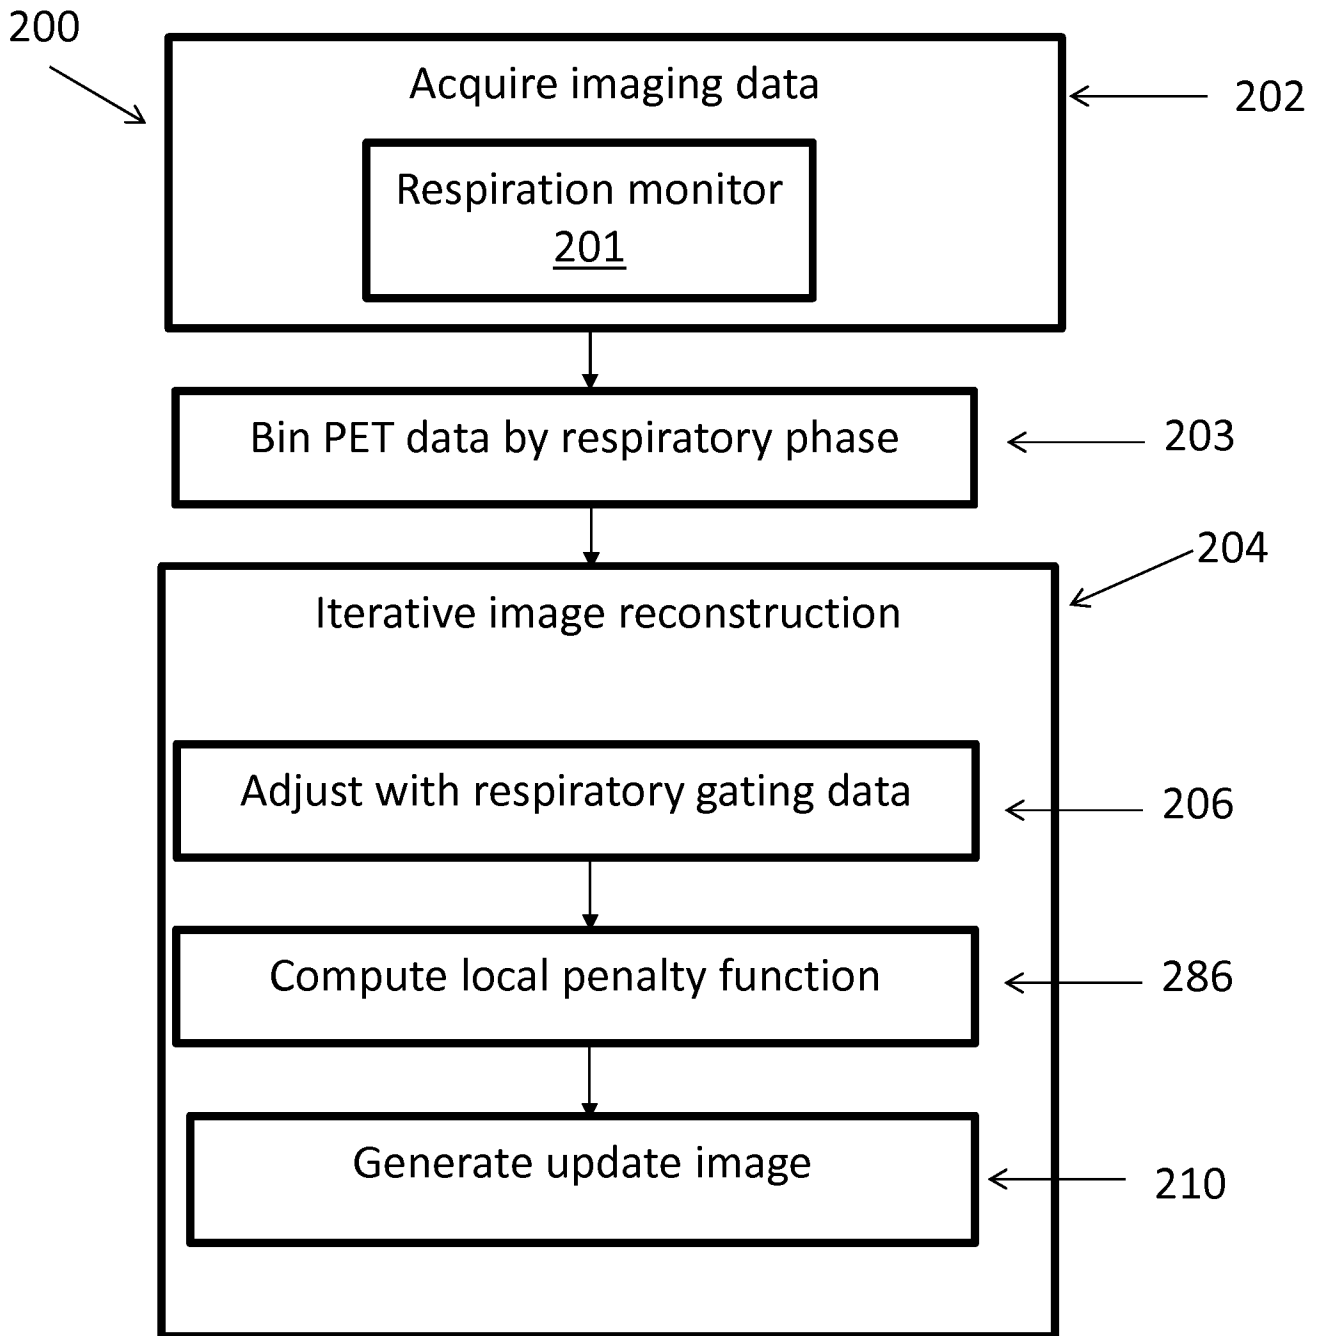 200
Acquire imaging data
202
Respiration monitor
201
Bin PET data by respiratory phase
203
204
Iterative image reconstruction
Adjust with respiratory gating data
206
Compute local penalty function
286
Generate update image
210